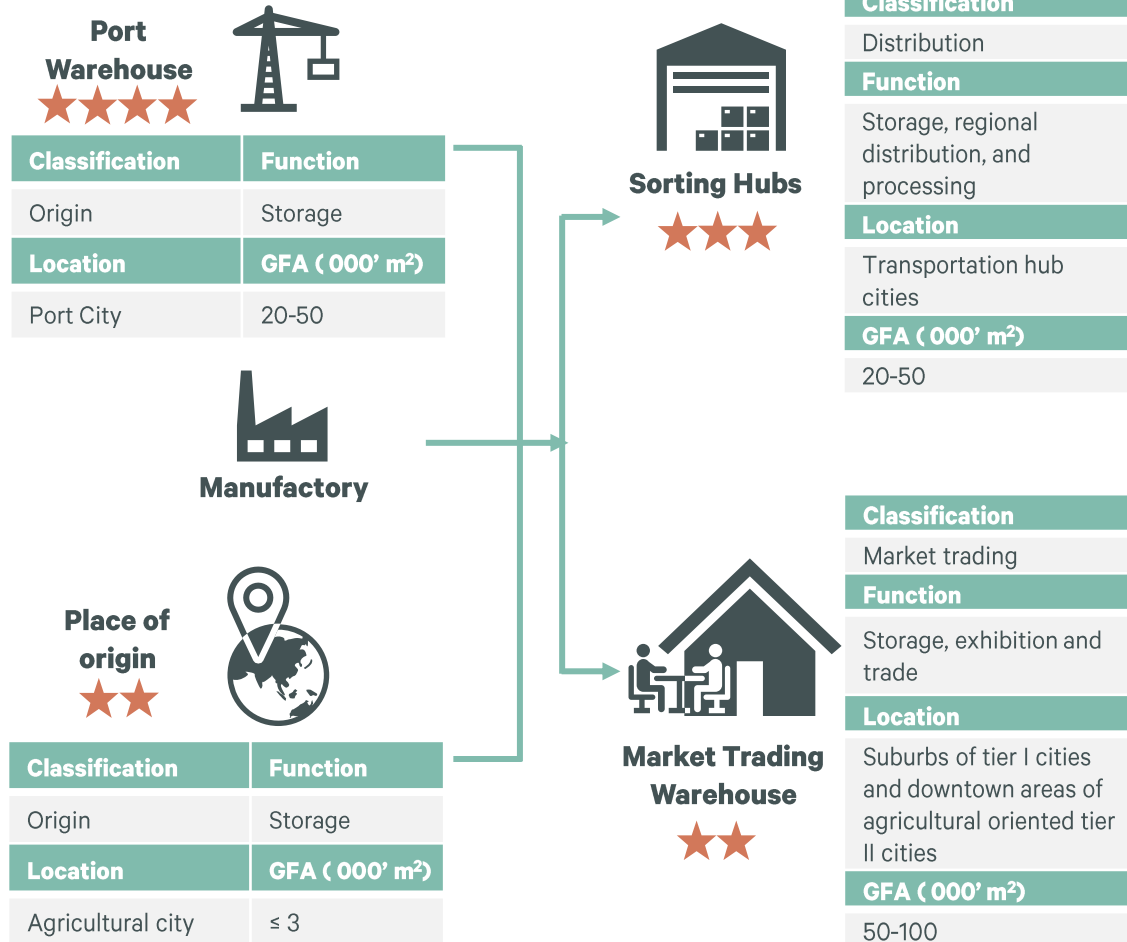 Port
Warehouse
Classification Function
Origin Storage
Location GFA ( 000’ m²)
Port City 20-50
Manufactory
Place of
origin
Classification Function
Origin Storage
Location GFA ( 000’ m²)
Agricultural city ≤ 3
Sorting Hubs
Classification
Distribution
Function
Storage, regional
distribution, and
processing
Location
Transportation hub
cities
GFA ( 000’ m²)
20-50
Market Trading
Warehouse
Classification
Market trading
Function
Storage, exhibition and
trade
Location
Suburbs of tier I cities
and downtown areas of
agricultural oriented tier
II cities
GFA ( 000’ m²)
50-100